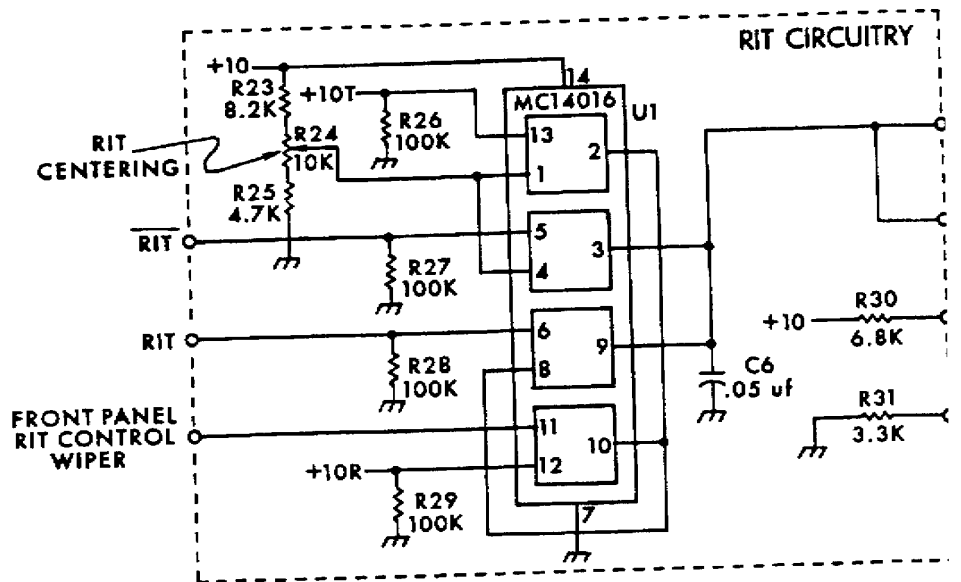 RIT CIRCUITRY
+10
R23
8.2K
+10T
14
MC14016
U1
RIT
CENTERING
R24
10K
R26
100K
13
2
1
R25
4.7K
RIT
5
3
4
R27
100K
RIT
6
9
8
R28
100K
+10
R30
6.8K
C6
.05 uf
FRONT PANEL
RIT CONTROL
WIPER
11
10
12
R31
3.3K
+10R
R29
100K
7